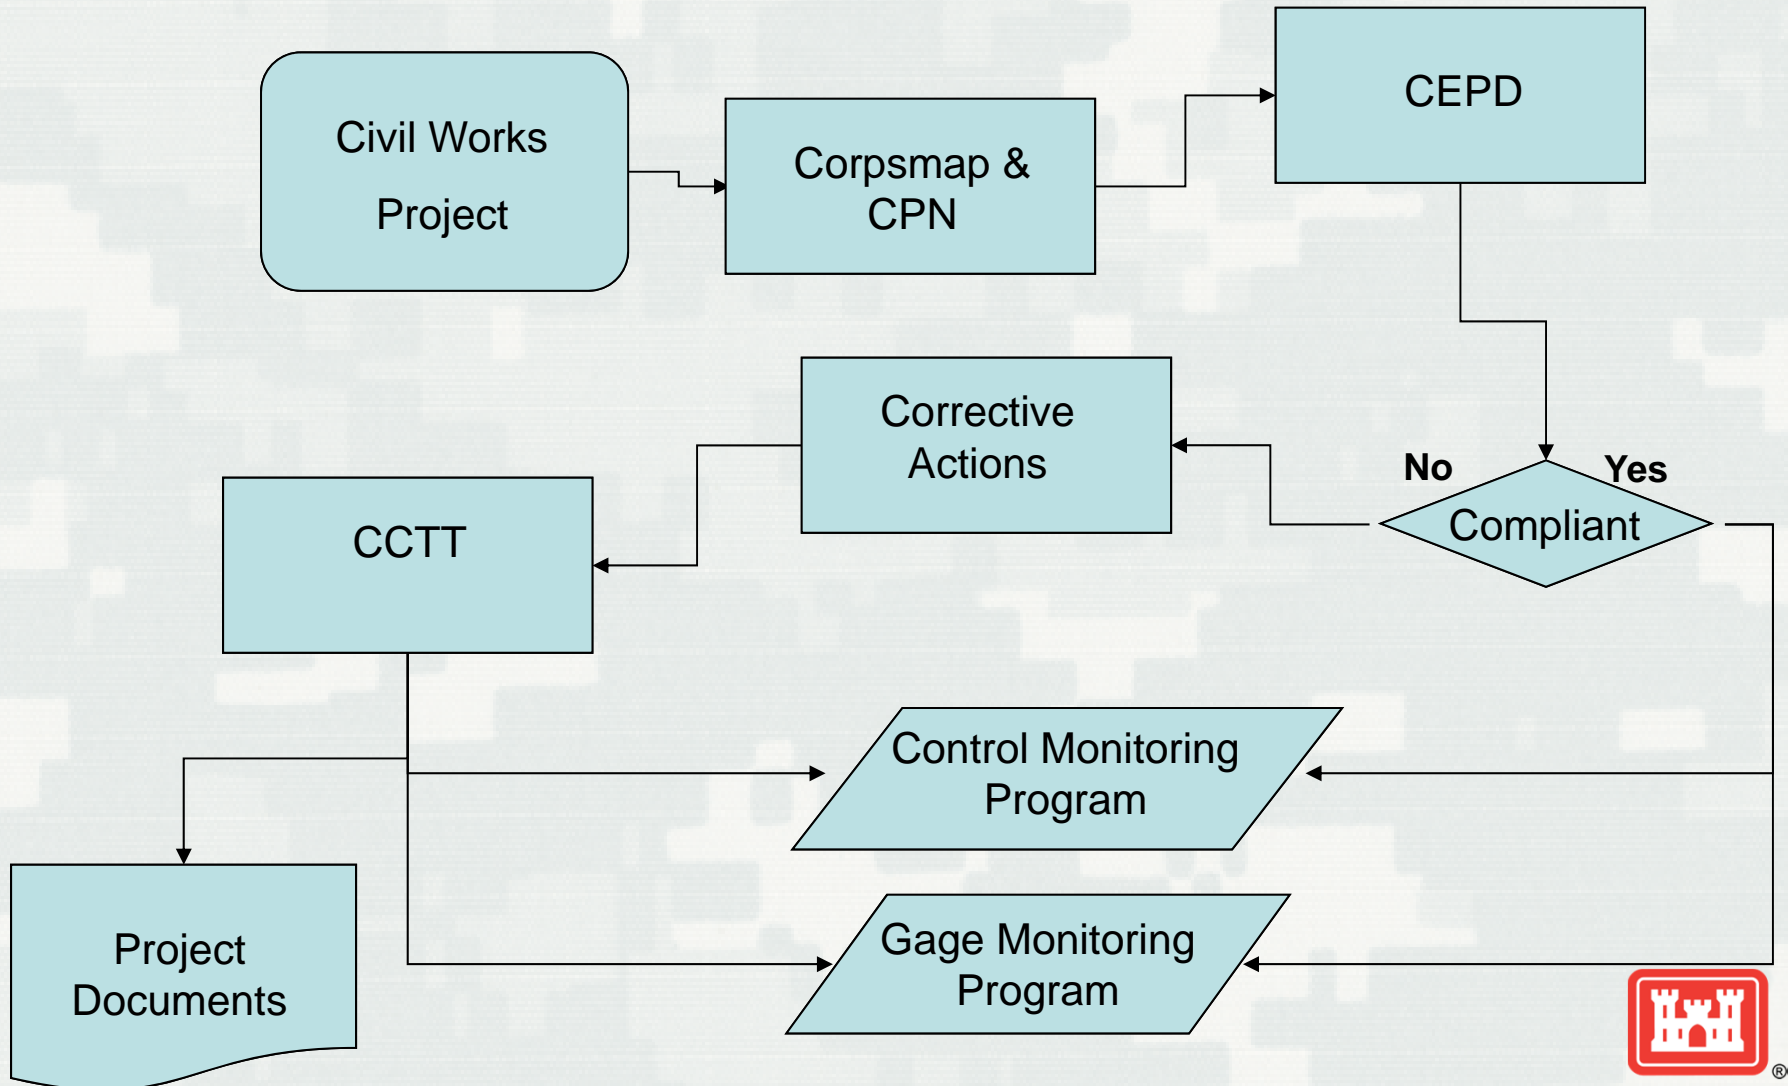 Civil Works
Project
Corpsmap &
CPN
CEPD
Corrective
Actions
No
Yes
Compliant
CCTT
Control Monitoring
Program
Gage Monitoring
Program
Project
Documents
®